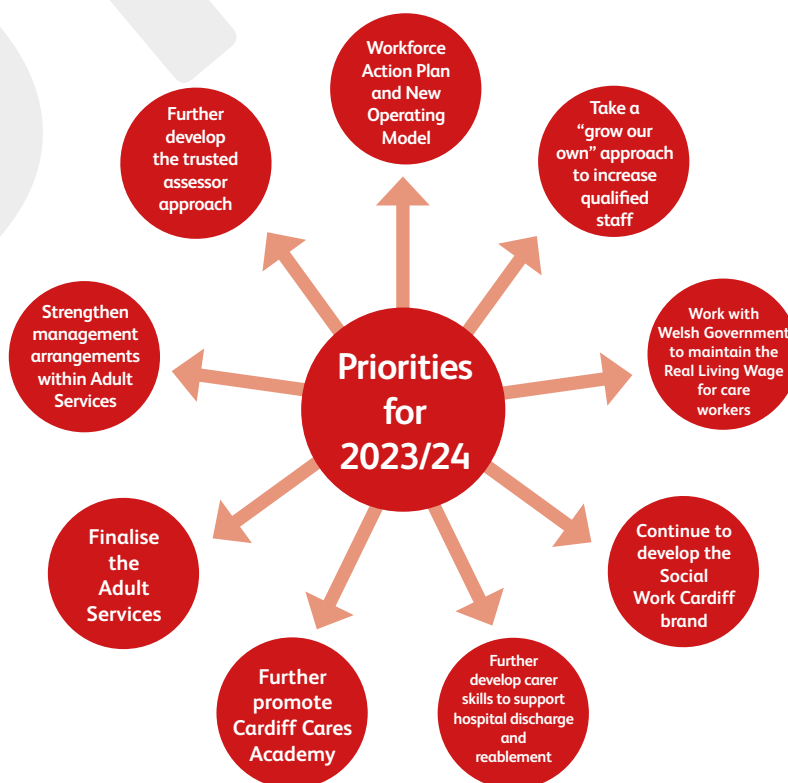 Workforce
Action Plan
and New
Operating
Model
Take a
“grow our
own” approach
to increase
qualified
staff
Work with
Welsh Government
to maintain the
Real Living Wage
for care
workers
Continue to
develop the
Social
Work Cardiff
brand
Further
develop carer
skills to support
hospital discharge
and
reablement
Further
promote
Cardiff Cares
Academy
Finalise
the
Adult
Services
Strengthen
management
arrangements
within Adult
Services
Further
develop
the trusted
assessor
approach
Priorities
for
2023/24